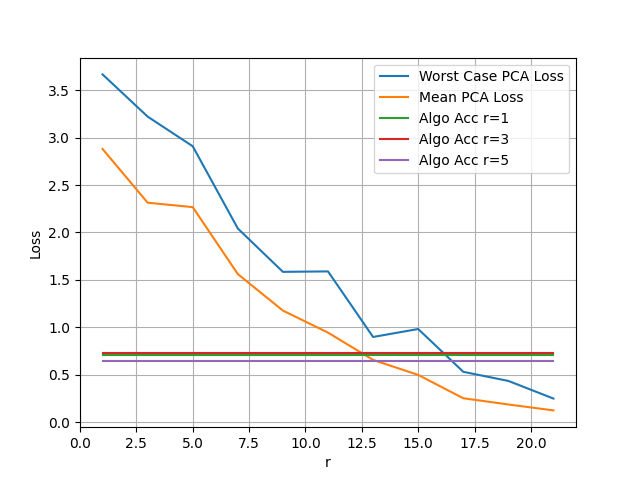 Worst Case PCA Loss
Mean PCA Loss
Algo Acc r=1
Algo Acc r=3
Algo Acc r=5
3.5
3.0
2.5
2.0
1.5
1.0
0.5
0.0
Loss
0.0 2.5 5.0 7.5 10.0 12.5 15.0 17.5 20.0
r